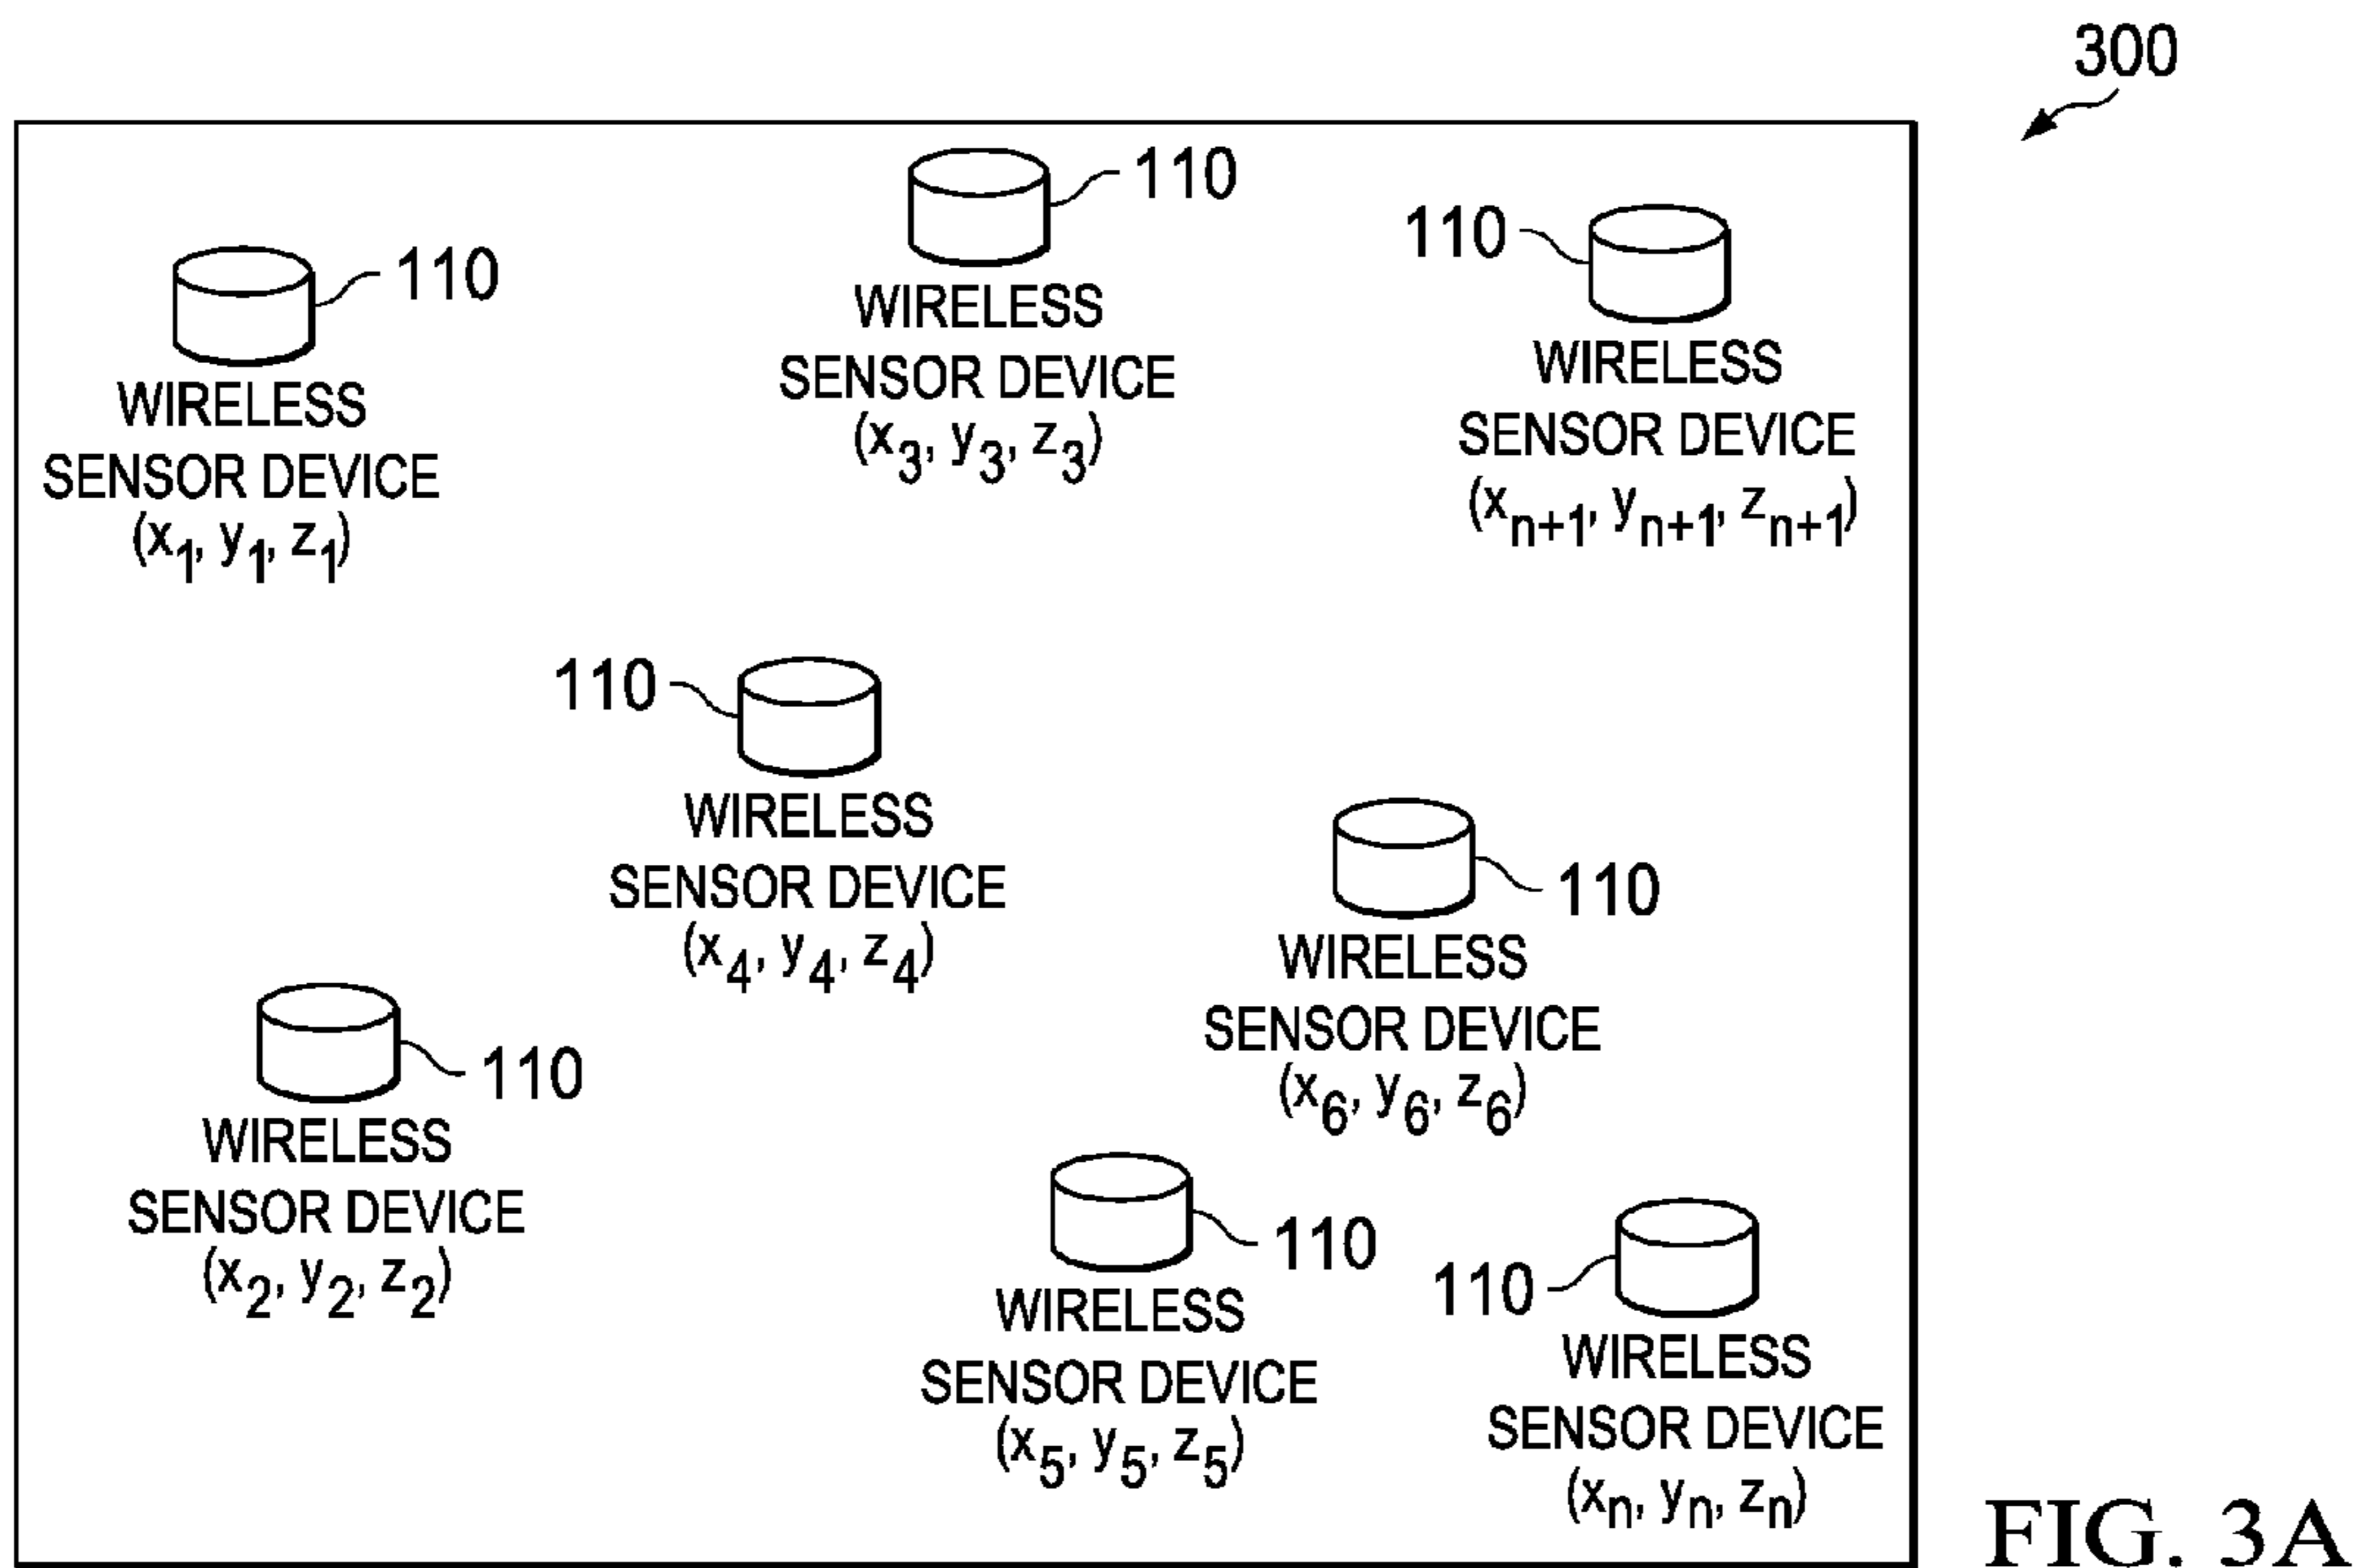 300
110
WIRELESS
SENSOR DEVICE
(x₃, y₃, z₃)
110
WIRELESS
SENSOR DEVICE
(xₙ₊₁, yₙ₊₁, zₙ₊₁)
110
WIRELESS
SENSOR DEVICE
(x₁, y₁, z₁)
110
WIRELESS
SENSOR DEVICE
(x₄, y₄, z₄)
110
WIRELESS
SENSOR DEVICE
(x₆, y₆, z₆)
110
WIRELESS
SENSOR DEVICE
(x₂, y₂, z₂)
110
WIRELESS
SENSOR DEVICE
(x₅, y₅, z₅)
110
WIRELESS
SENSOR DEVICE
(xₙ, yₙ, zₙ)
FIG. 3A